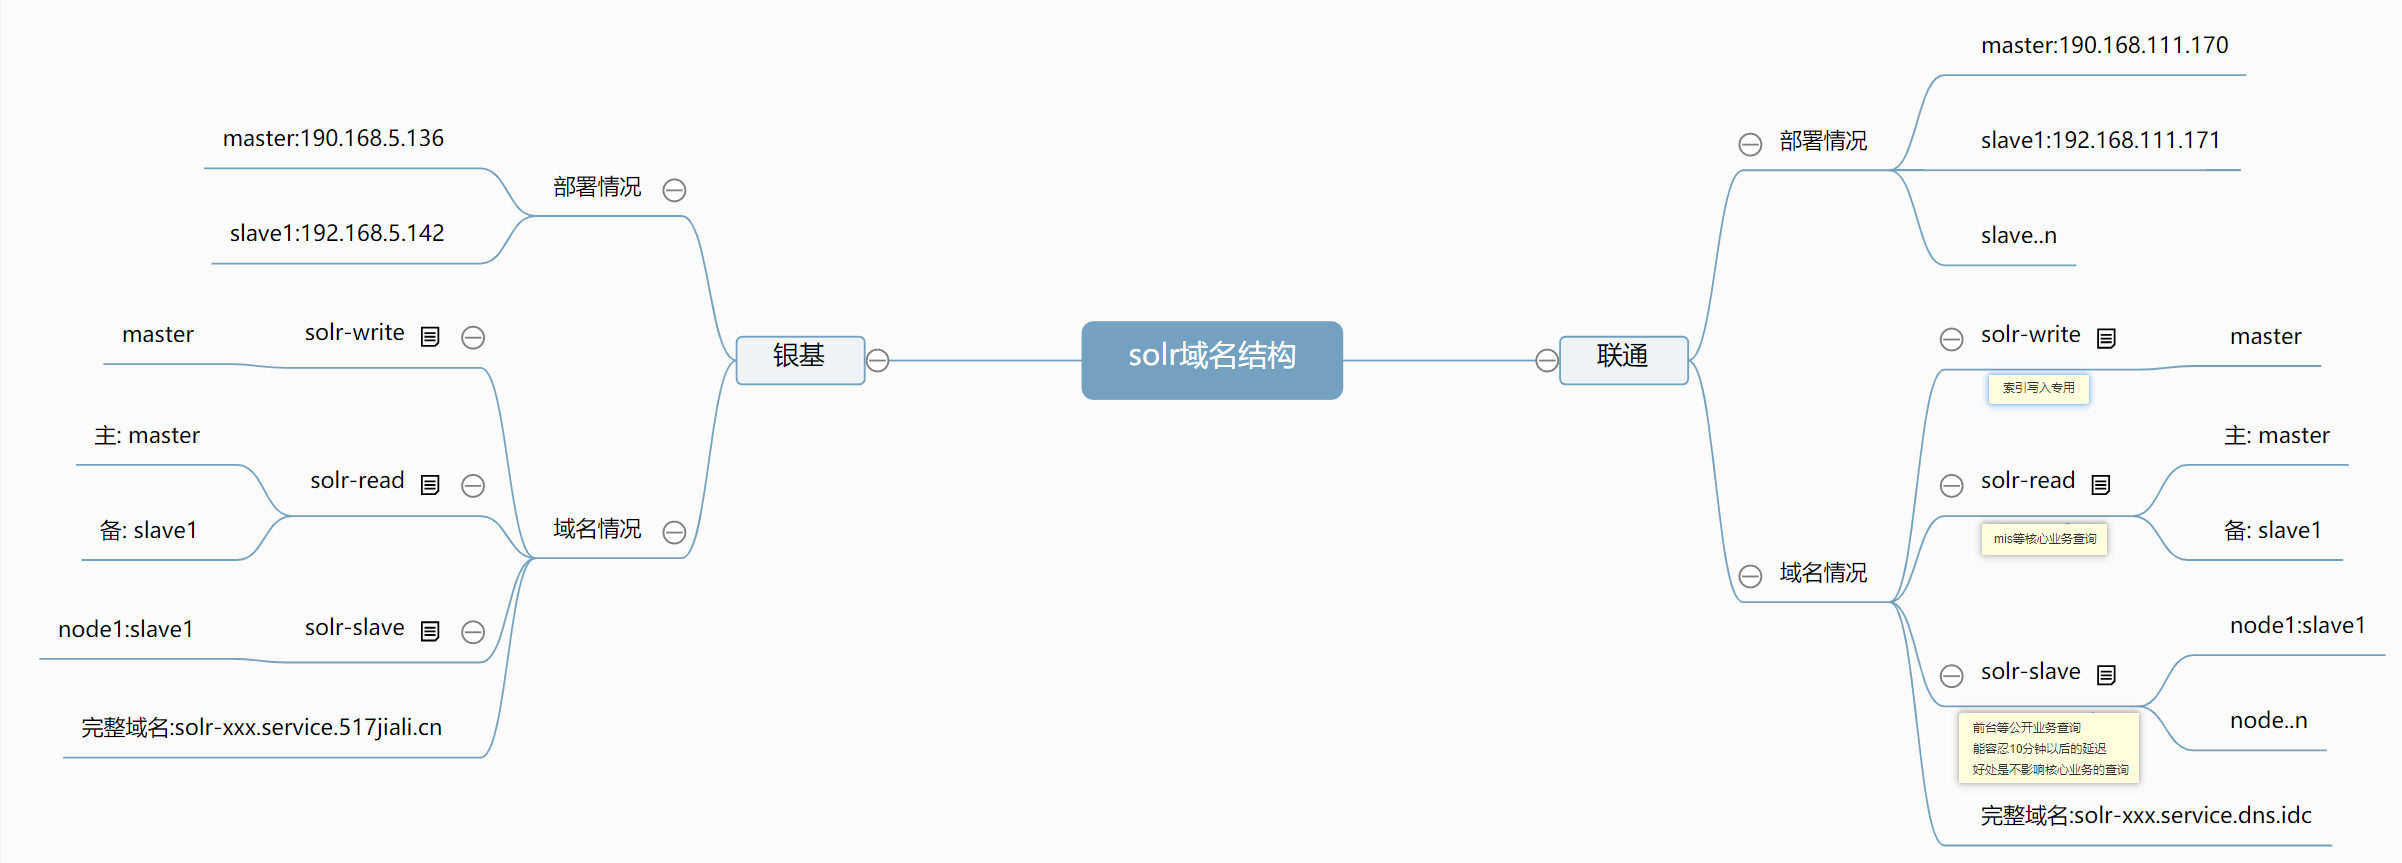 solr域名结构
银基
部署情况
master:190.168.5.136
slave1:192.168.5.142
域名情况
solr-write
master
solr-read
主: master
备: slave1
solr-slave
node1:slave1
完整域名:solr-xxx.service.517jiali.cn
联通
部署情况
master:190.168.111.170
slave1:192.168.111.171
slave..n
域名情况
solr-write
索引写入专用
master
solr-read
mis等核心业务查询
主: master
备: slave1
solr-slave
前台等公开业务查询
能容忍10分钟以后的延迟
好处是不影响核心业务的查询
node1:slave1
node..n
完整域名:solr-xxx.service.dns.idc